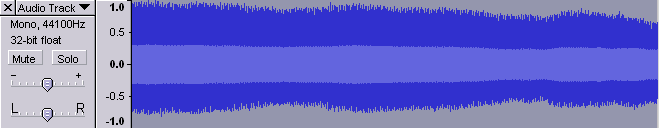 Audio Track
Mono, 44100Hz
32-bit float
Mute Solo
- +
L R
1.0
0.5
0.0
-0.5
-1.0